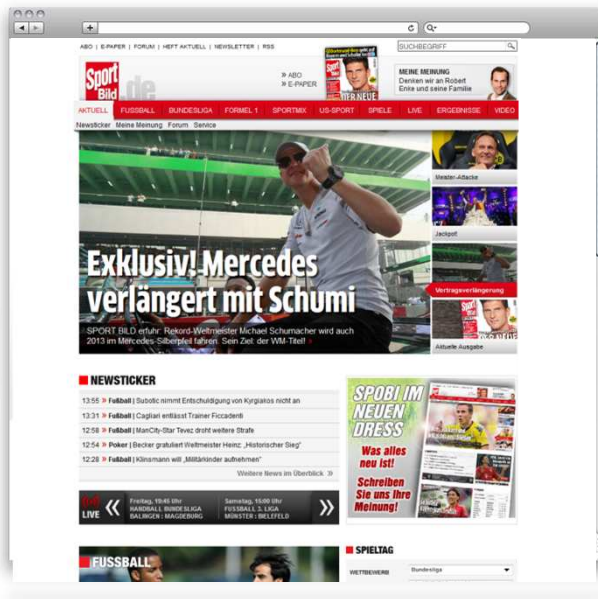 ABO | E-PAPER | FORUM | HEFT AKTUELL | NEWSLETTER | RSS
SUCHBEGRIFF
Sport
Bild
.de
» ABO
» E-PAPER
MEINE MEINUNG
Denken wir an Robert
Enke und seine Familie
AKTUELL FUSSBALL BUNDESLIGA FORMEL 1 SPORTMIX US-SPORT SPIELE LIVE ERGEBNISSE VIDEO
Newsticker Meine Meinung Forum Service
Meister-Attacke
Jackpott
Vertragsverlängerung
Aktuelle Ausgabe
Exklusiv! Mercedes
verlängert mit Schumi
SPORT BILD erfuhr: Rekord-Weltmeister Michael Schumacher wird auch
2013 im Mercedes-Silberpfeil fahren. Sein Ziel: der WM-Titel!
NEWSTICKER
13:55 » Fußball | Subotic nimmt Entschuldigung von Kyrgiakos nicht an
13:31 » Fußball | Cagliari entlässt Trainer Ficcadenti
12:58 » Fußball | ManCity-Star Tevez droht weitere Strafe
12:54 » Poker | Becker gratuliert Weltmeister Heinz: „Historischer Sieg"
12:28 » Fußball | Klinsmann will „Militärkinder aufnehmen"
Weitere News im Überblick »
LIVE
Freitag, 19:45 Uhr
HANDBALL BUNDESLIGA
BALINGEN : MAGDEBURG
Samstag, 15:00 Uhr
FUSSBALL 3. LIGA
MÜNSTER : BIELEFELD
SPOBI IM
NEUEN
DRESS
Was alles
neu ist!
Schreiben
Sie uns Ihre
Meinung!
FUSSBALL
SPIELTAG
WETTBEWERB Bundesliga